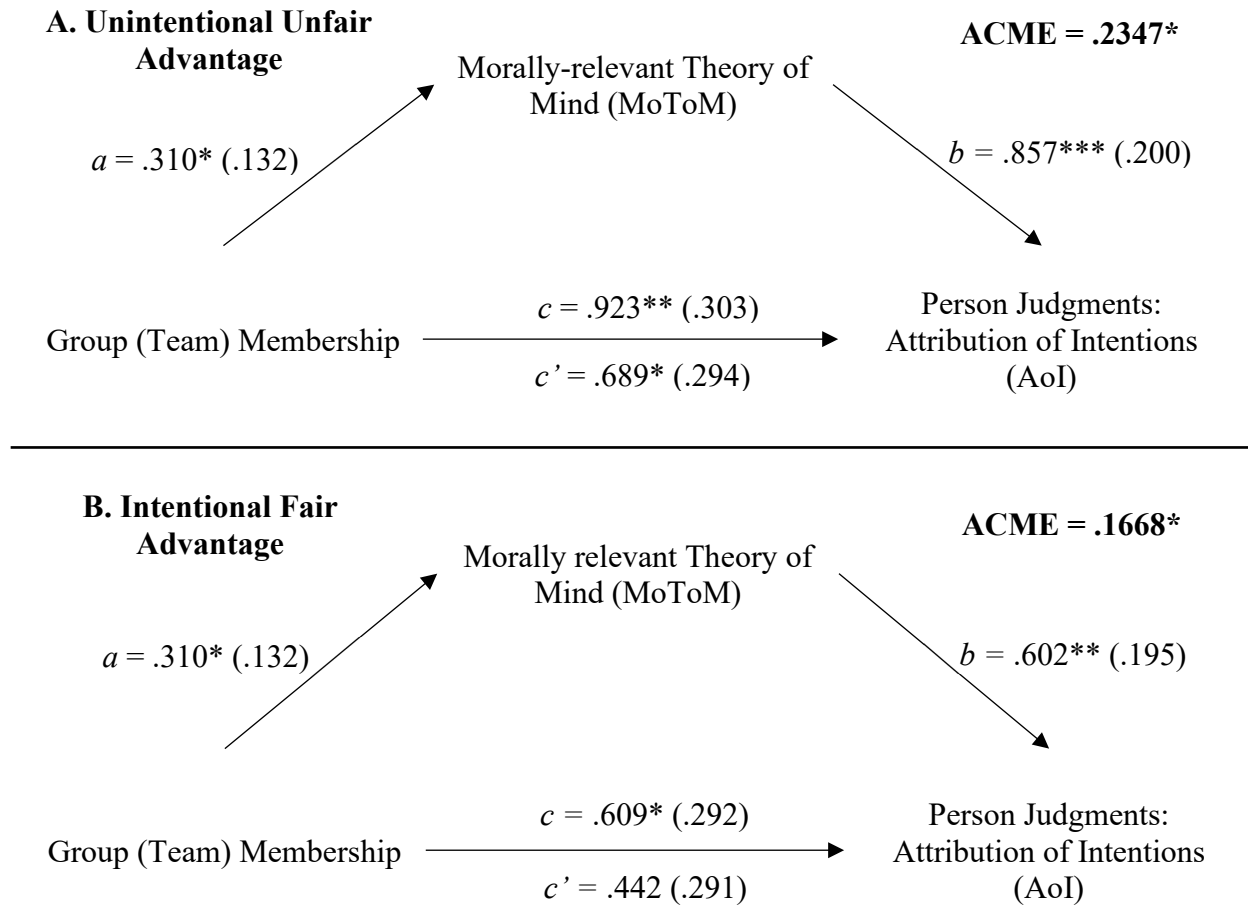 A. Unintentional Unfair
Advantage
ACME = .2347*
Morally-relevant Theory of
Mind (MoToM)
a = .310* (.132)
b = .857*** (.200)
c = .923** (.303)
Group (Team) Membership
c’ = .689* (.294)
Person Judgments:
Attribution of Intentions
(AoI)
B. Intentional Fair
Advantage
ACME = .1668*
Morally relevant Theory of
Mind (MoToM)
a = .310* (.132)
b = .602** (.195)
c = .609* (.292)
Group (Team) Membership
c’ = .442 (.291)
Person Judgments:
Attribution of Intentions
(AoI)